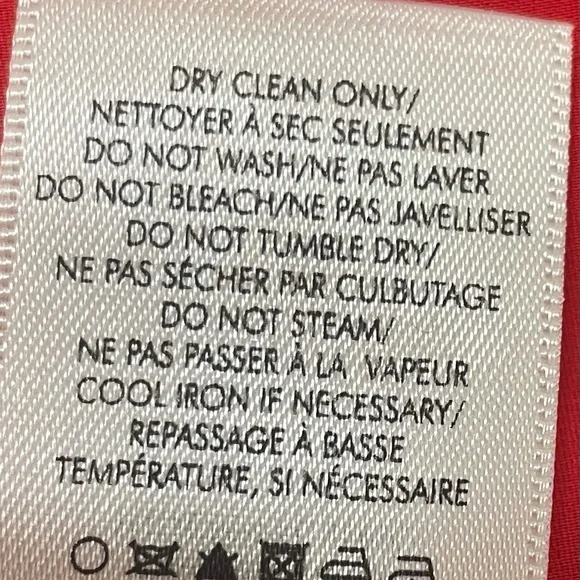 DRY CLEAN ONLY/
NETTOYER À SEC SEULEMENT
DO NOT WASH/NE PAS LAVER
DO NOT BLEACH/NE PAS JAVELLISER
DO NOT TUMBLE DRY/
NE PAS SÉCHER PAR CULBUTAGE
DO NOT STEAM/
NE PAS PASSER À LA VAPEUR
COOL IRON IF NECESSARY/
REPASSAGE À BASSE
TEMPÉRATURE, SI NÉCESSAIRE